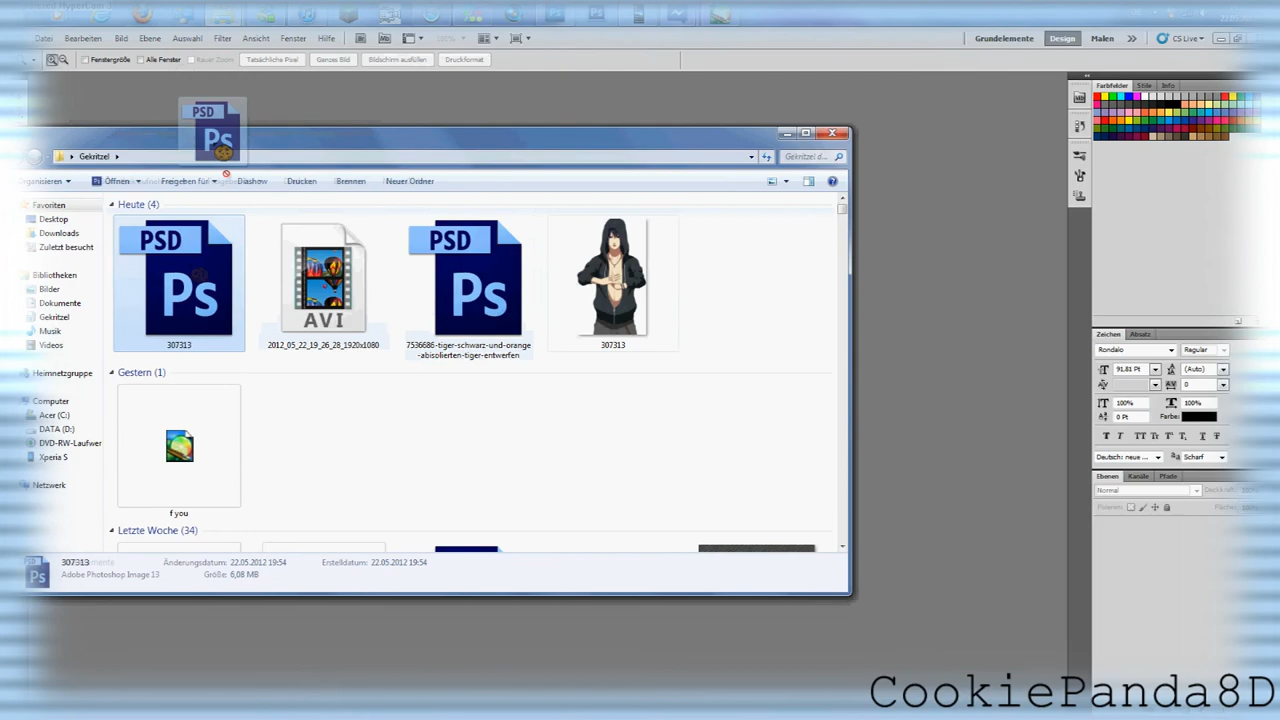 Datei Bearbeiten Bild Ebene Auswahl Filter Ansicht Fenster Hilfe
Grundelemente Design Malen CS Live
Fenstergröße Alle Fenster Tatsächliche Pixel Ganzes Bild Bildschirm ausfüllen Druckformat
Farbfelder Stile Info
PSD
Ps
Gekritzel
Gekritzel d...
Öffnen Freigeben für Diashow Drucken Brennen Neuer Ordner
Favoriten
Desktop
Downloads
Zuletzt besucht
Bibliotheken
Bilder
Dokumente
Gekritzel
Musik
Videos
Heimnetzgruppe
Computer
Acer (C:)
DATA (D:)
DVD-RW-Laufwer
Xperia S
Netzwerk
Heute (4)
PSD
Ps
307313
AVI
2012_05_22_19_26_28_1920x1080
PSD
Ps
7536686-tiger-schwarz-und-orange
-absolierten-tiger-entwerfen
307313
Gestern (1)
f you
Letzte Woche (34)
307313 Änderungsdatum: 22.05.2012 19:54 Erstelldatum: 22.05.2012 19:54
Adobe Photoshop Image 13 Größe: 6,08 MB
Zeichen Absatz
Rondalo Regular
91,81 Pt (Auto)
0
100% 100%
0 Pt Farbe:
Deutsch: neue ... Scharf
Ebenen Kanäle Pfade
Normal
CookiePanda8D